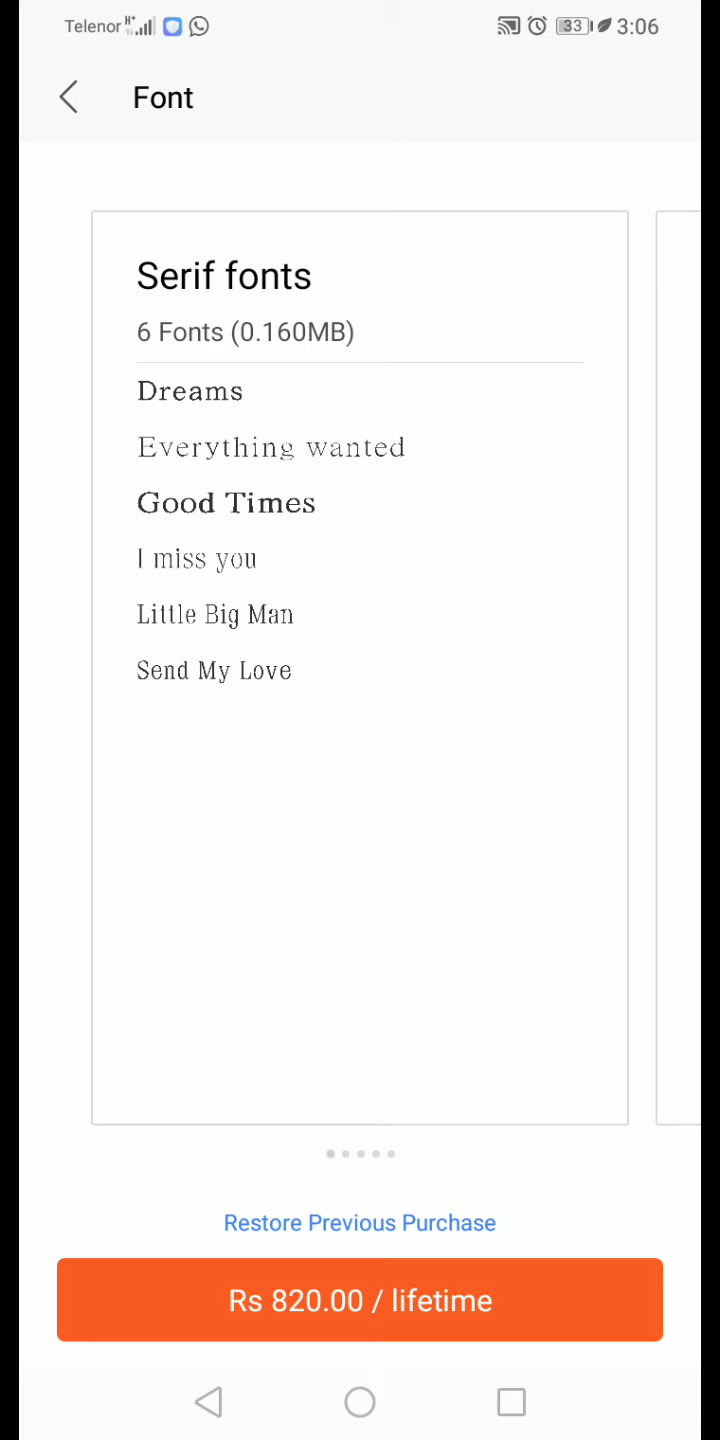 Telenor H+ 33 3:06
Font
Serif fonts
6 Fonts (0.160MB)
Dreams
Everything wanted
Good Times
I miss you
Little Big Man
Send My Love
Restore Previous Purchase
Rs 820.00 / lifetime